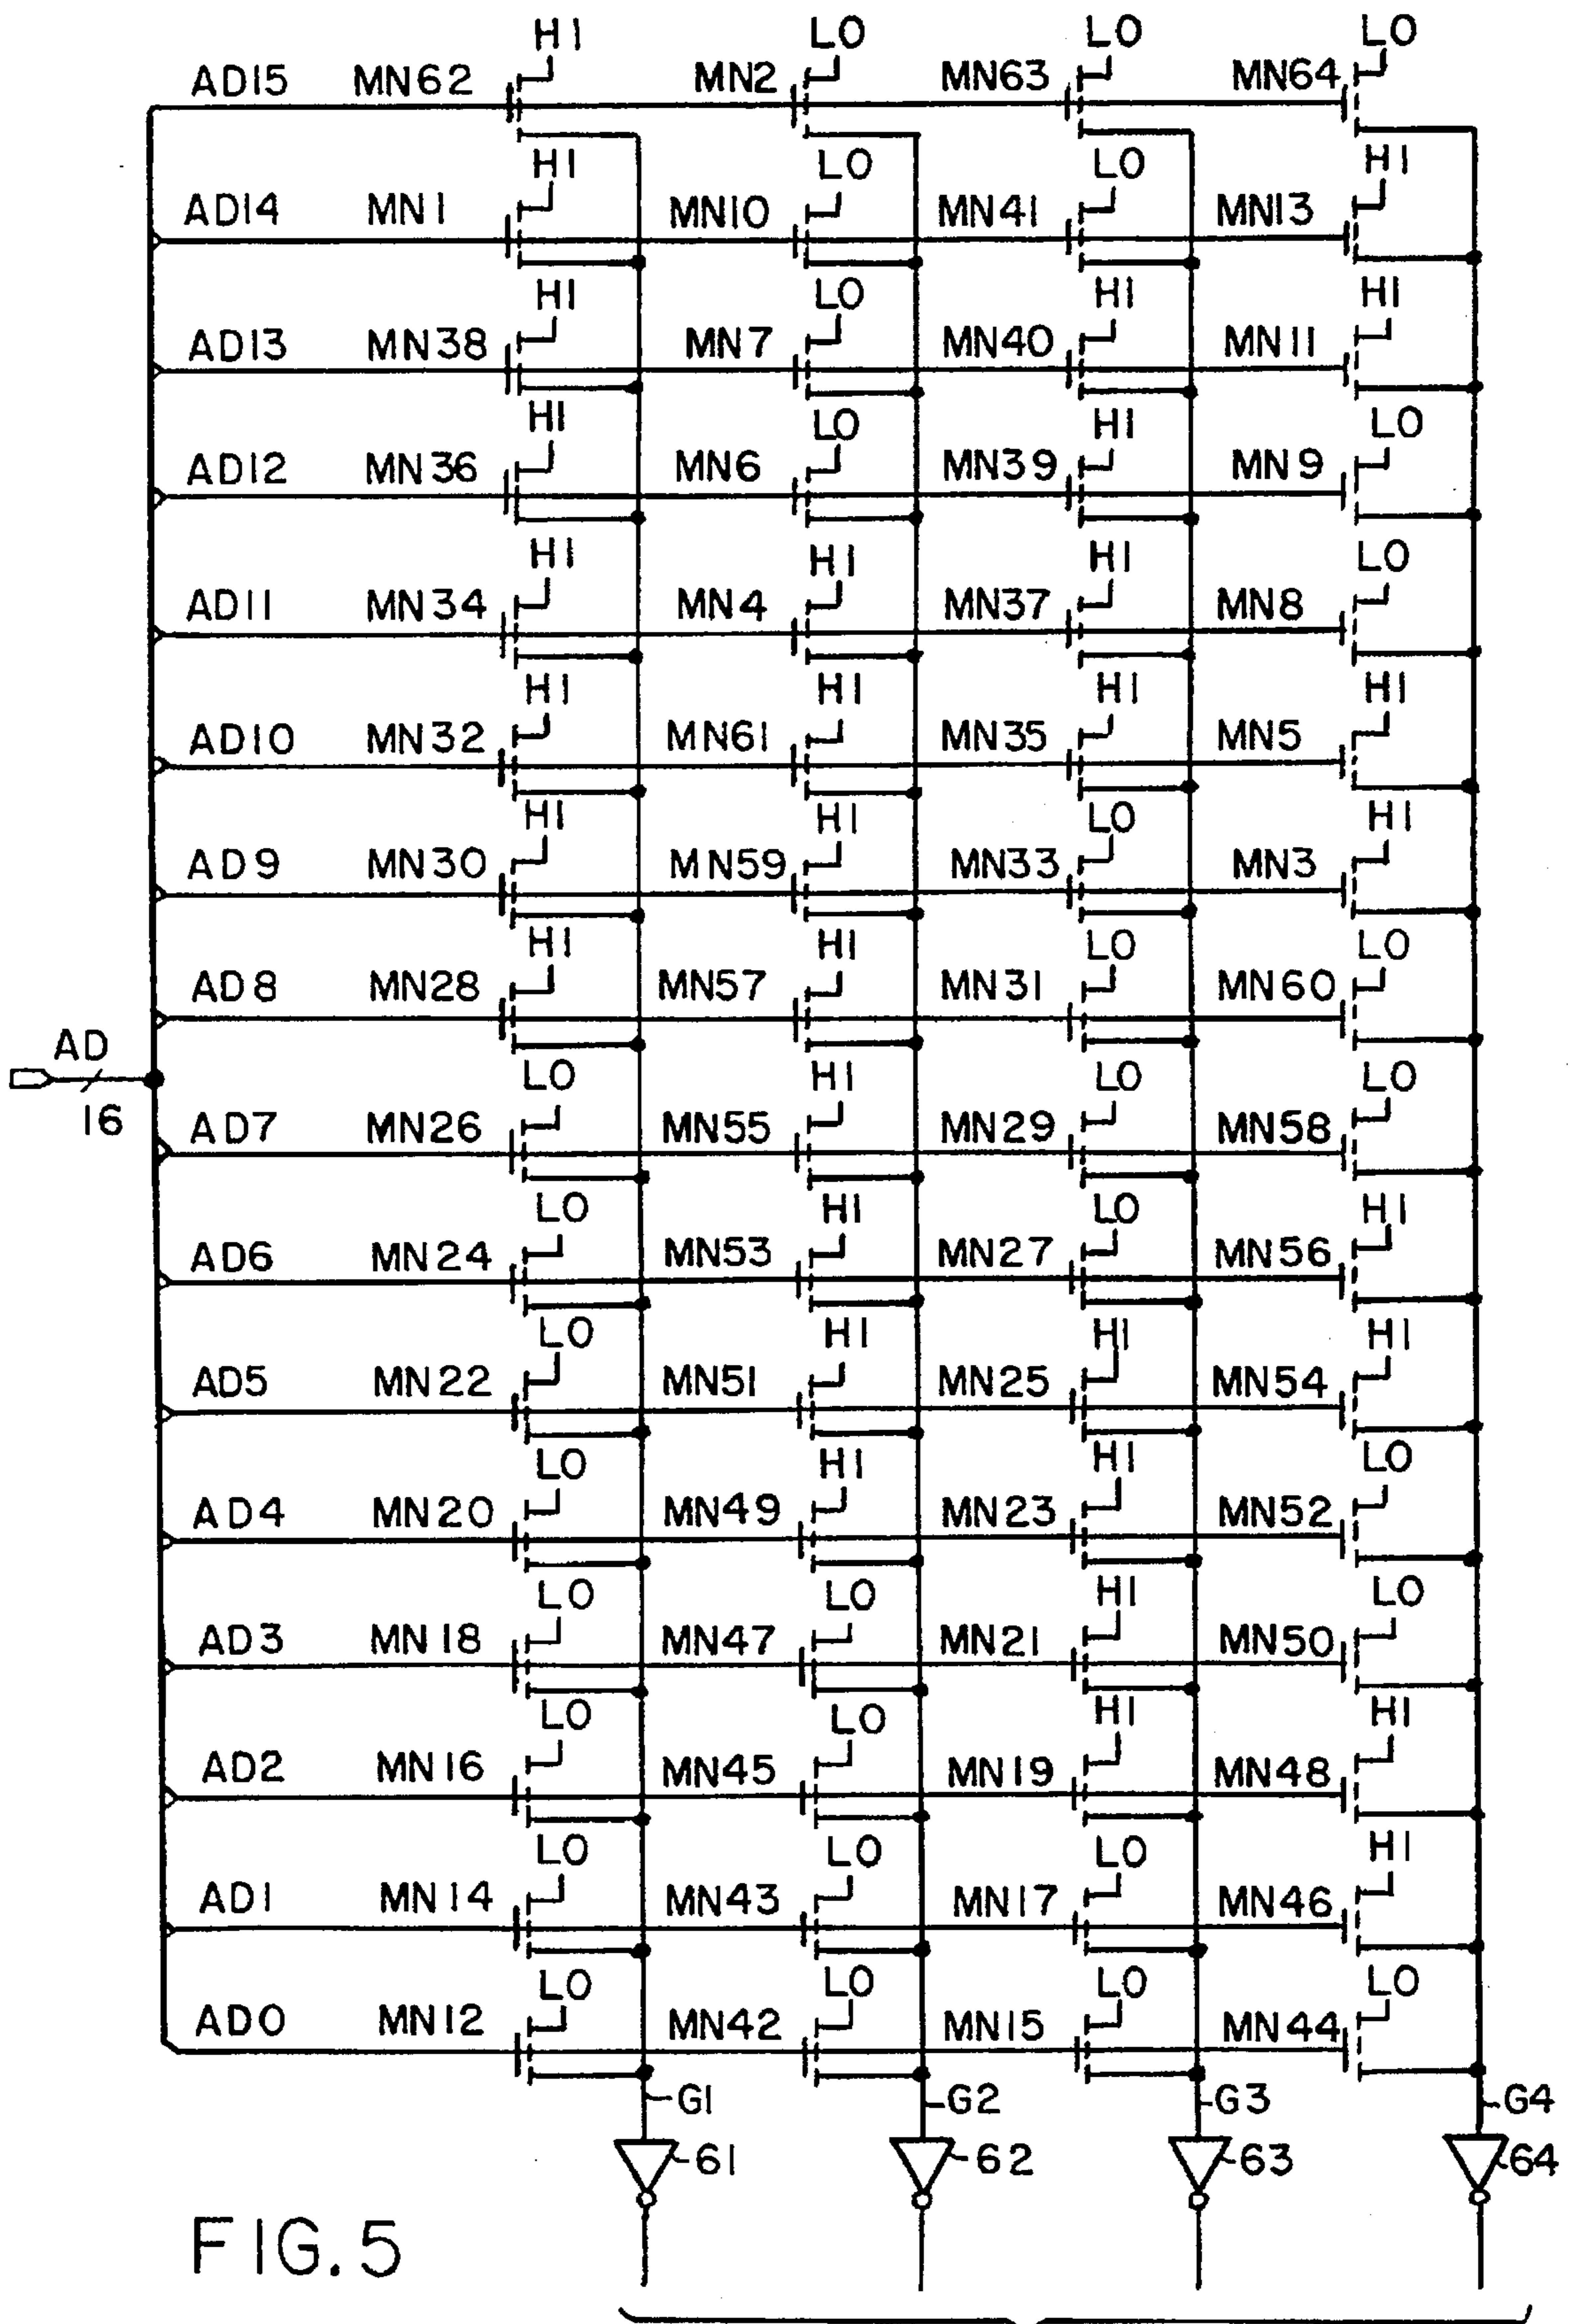 HI LO LO LO
AD15 MN62 MN2 MN63 MN64
HI LO LO HI
AD14 MN1 MN10 MN41 MN13
HI LO HI HI
AD13 MN38 MN7 MN40 MN11
HI LO HI LO
AD12 MN36 MN6 MN39 MN9
HI HI HI LO
AD11 MN34 MN4 MN37 MN8
HI HI HI HI
AD10 MN32 MN61 MN35 MN5
HI HI LO HI
AD9 MN30 MN59 MN33 MN3
HI HI LO LO
AD8 MN28 MN57 MN31 MN60
AD
16
LO HI LO LO
AD7 MN26 MN55 MN29 MN58
LO HI LO HI
AD6 MN24 MN53 MN27 MN56
LO HI HI HI
AD5 MN22 MN51 MN25 MN54
LO HI HI LO
AD4 MN20 MN49 MN23 MN52
LO LO HI LO
AD3 MN18 MN47 MN21 MN50
LO LO HI HI
AD2 MN16 MN45 MN19 MN48
LO LO LO HI
AD1 MN14 MN43 MN17 MN46
LO LO LO LO
AD0 MN12 MN42 MN15 MN44
G1 G2 G3 G4
61 62 63 64
FIG. 5